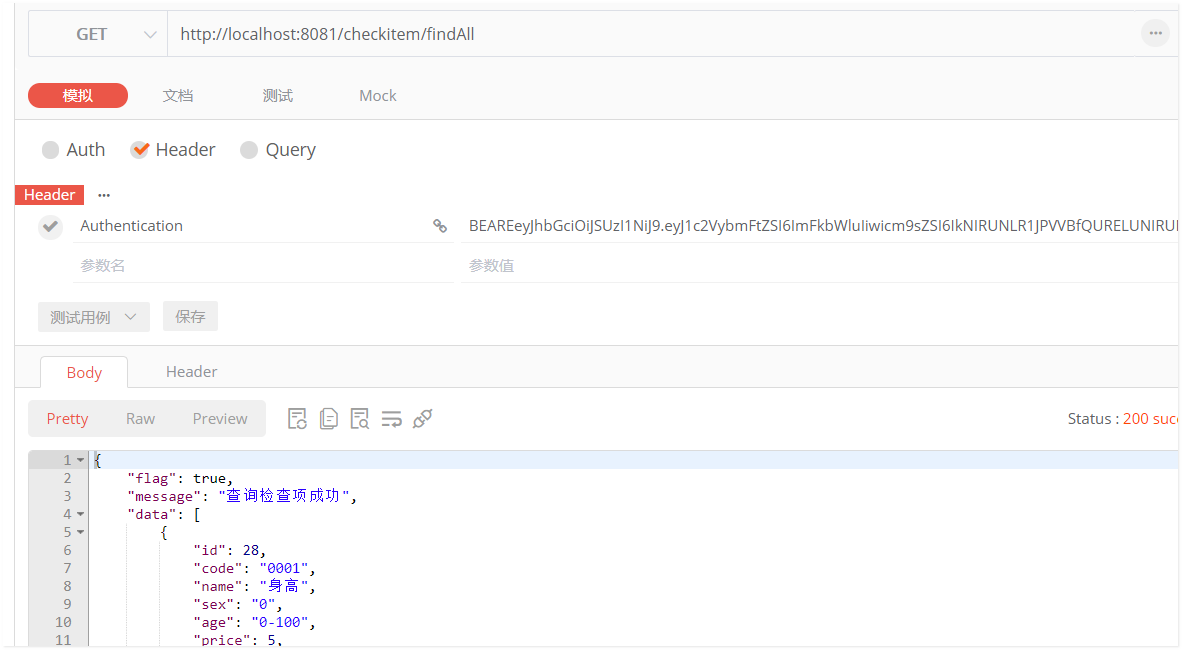 GET http://localhost:8081/checkitem/findAll
模拟 文档 测试 Mock
Auth Header Query
Header
Authentication BEAREeyJhbGciOiJSUzI1NiJ9.eyJ1c2VybmFtZSI6ImFkbWluIiwicm9sZSI6IkNIRUNLR1JPVVBfQURELUNIRU
参数名 参数值
测试用例 保存
Body Header
Pretty Raw Preview Status : 200 suc
1 {
2 "flag": true,
3 "message": "查询检查项成功",
4 "data": [
5 {
6 "id": 28,
7 "code": "0001",
8 "name": "身高",
9 "sex": "0",
10 "age": "0-100",
11 "price": 5,